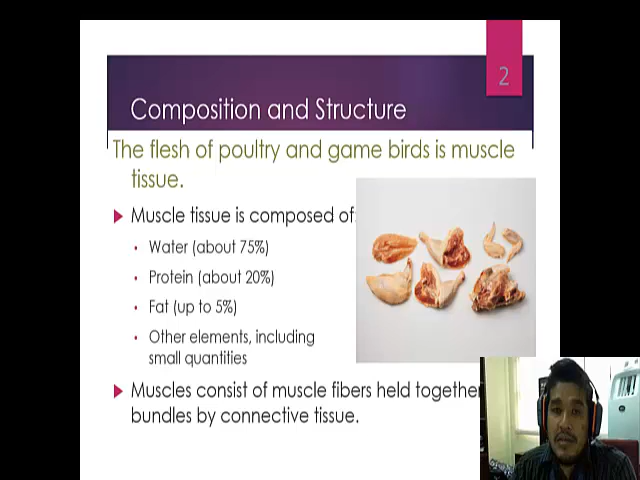 2
Composition and Structure
The flesh of poultry and game birds is muscle
tissue.
Muscle tissue is composed of:
Water (about 75%)
Protein (about 20%)
Fat (up to 5%)
Other elements, including
small quantities
Muscles consist of muscle fibers held together
bundles by connective tissue.